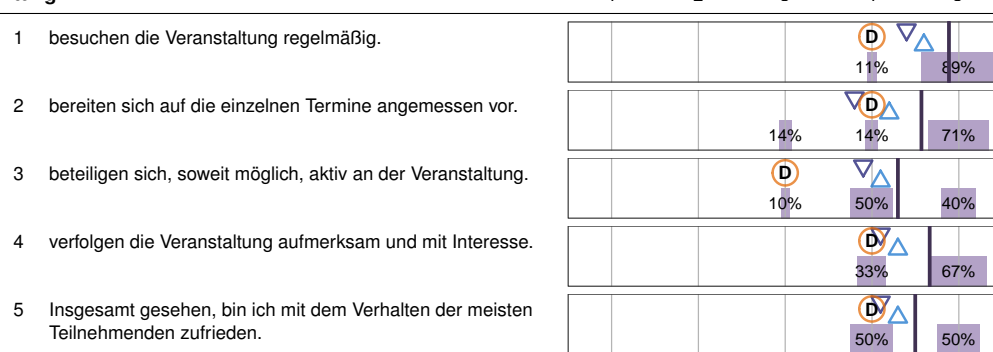 1 besuchen die Veranstaltung regelmäßig.
D
11% 89%
2 bereiten sich auf die einzelnen Termine angemessen vor.
D
14% 14% 71%
3 beteiligen sich, soweit möglich, aktiv an der Veranstaltung.
D
10% 50% 40%
4 verfolgen die Veranstaltung aufmerksam und mit Interesse.
D
33% 67%
5 Insgesamt gesehen, bin ich mit dem Verhalten der meisten
Teilnehmenden zufrieden.
D
50% 50%